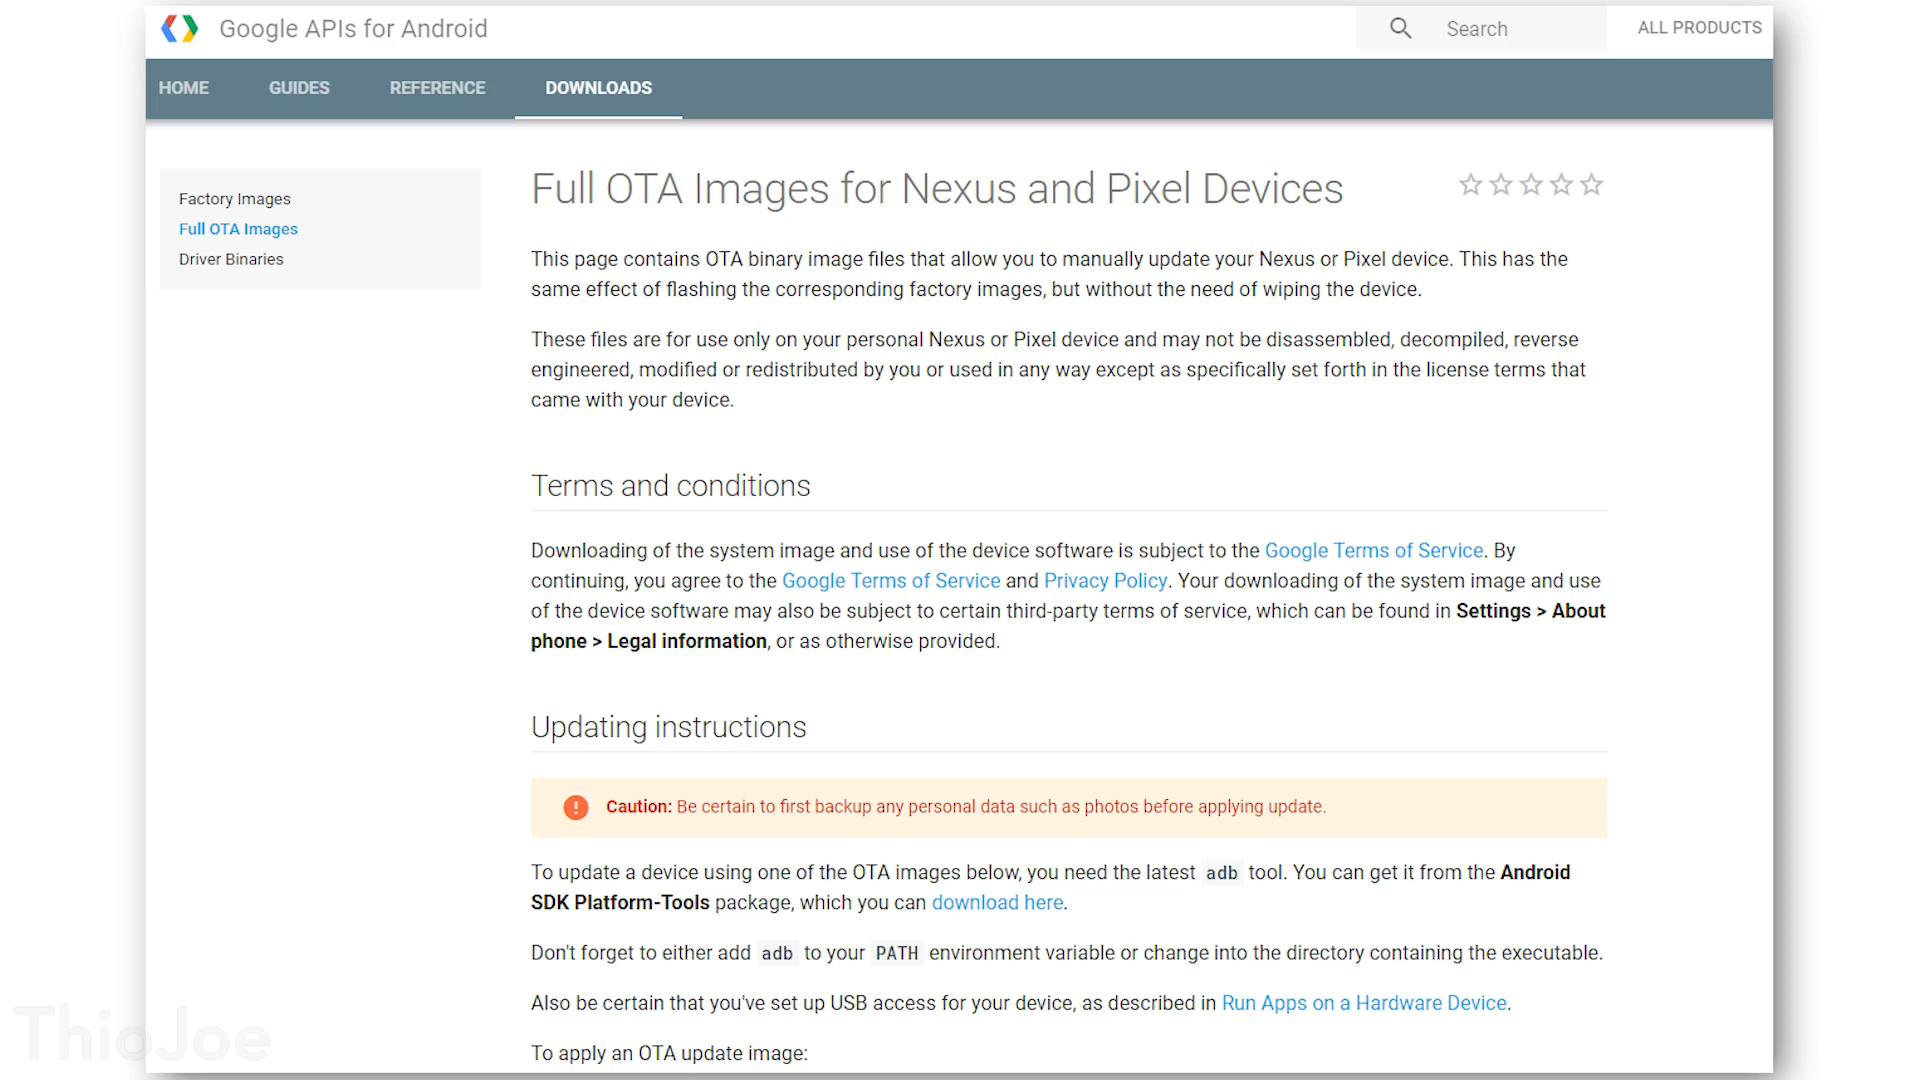 Google APIs for Android
Search
ALL PRODUCTS
HOME
GUIDES
REFERENCE
DOWNLOADS
Factory Images
Full OTA Images
Driver Binaries
Full OTA Images for Nexus and Pixel Devices
This page contains OTA binary image files that allow you to manually update your Nexus or Pixel device. This has the
same effect of flashing the corresponding factory images, but without the need of wiping the device.
These files are for use only on your personal Nexus or Pixel device and may not be disassembled, decompiled, reverse
engineered, modified or redistributed by you or used in any way except as specifically set forth in the license terms that
came with your device.
Terms and conditions
Downloading of the system image and use of the device software is subject to the Google Terms of Service. By
continuing, you agree to the Google Terms of Service and Privacy Policy. Your downloading of the system image and use
of the device software may also be subject to certain third-party terms of service, which can be found in Settings > About
phone > Legal information, or as otherwise provided.
Updating instructions
Caution: Be certain to first backup any personal data such as photos before applying update.
To update a device using one of the OTA images below, you need the latest adb tool. You can get it from the Android
SDK Platform-Tools package, which you can download here.
Don't forget to either add adb to your PATH environment variable or change into the directory containing the executable.
Also be certain that you've set up USB access for your device, as described in Run Apps on a Hardware Device.
To apply an OTA update image:
ThioJoe